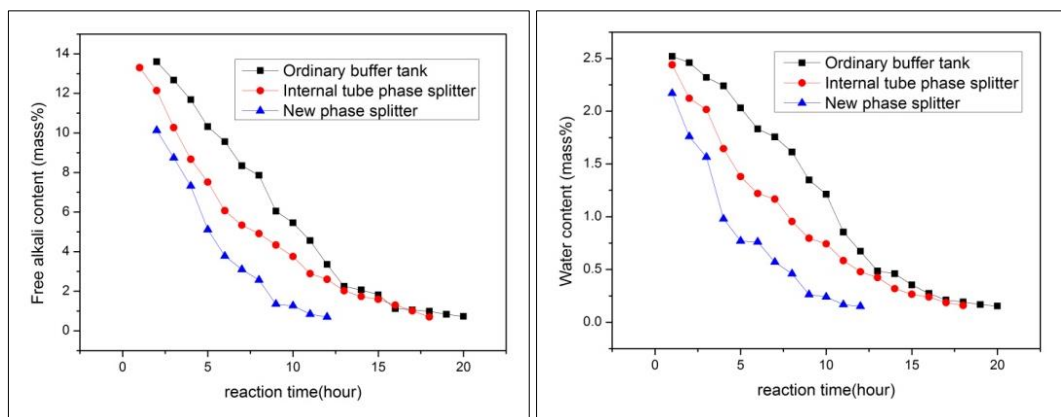 14
12
10
8
6
4
2
0
Free alkali content (mass%)
Ordinary buffer tank
Internal tube phase splitter
New phase splitter
0 5 10 15 20
reaction time(hour)
2.5
2.0
1.5
1.0
0.5
0.0
Water content (mass%)
Ordinary buffer tank
Internal tube phase splitter
New phase splitter
0 5 10 15 20
reaction time(hour)